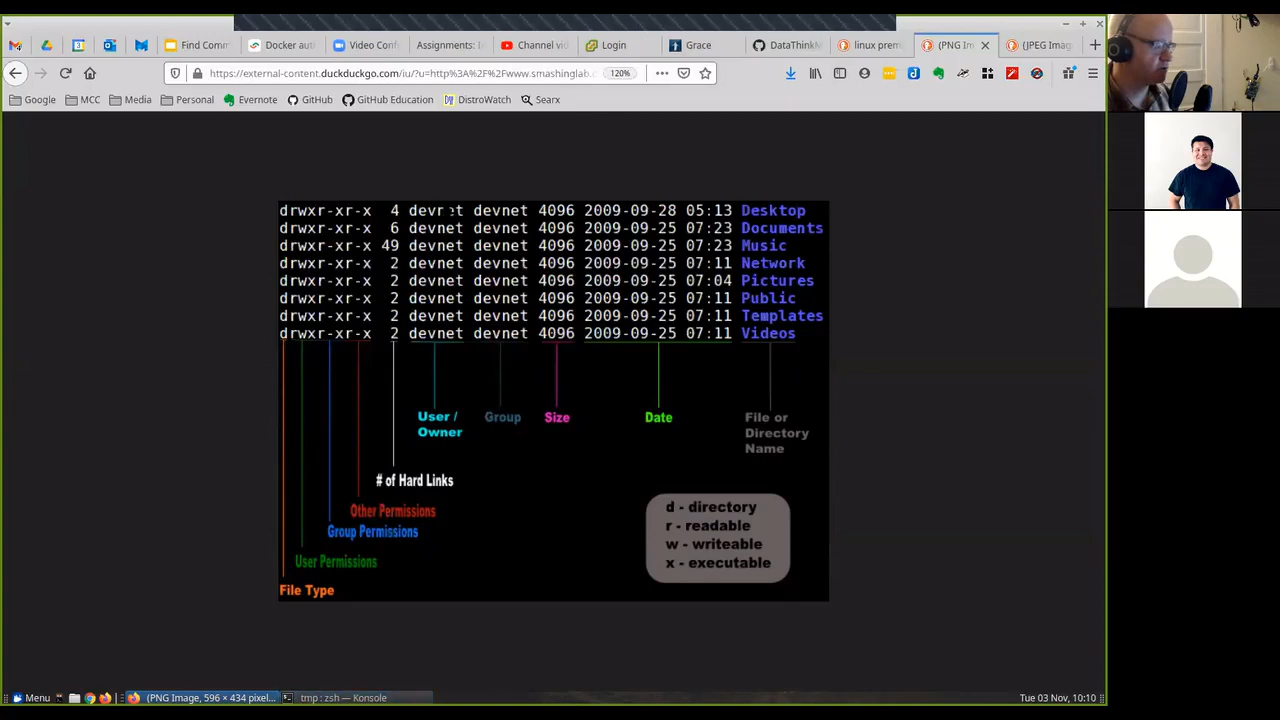 Find Comm
Docker aut
Video Conf
Assignments: I
Channel vid
Login
Grace
DataThinkM
linux prem
(PNG Im
(JPEG Imag
https://external-content.duckduckgo.com/iu/?u=http%3A%2F%2Fwww.smashinglab.c
120%
Google
MCC
Media
Personal
Evernote
GitHub
GitHub Education
DistroWatch
Searx
drwxr-xr-x 4 devnet devnet 4096 2009-09-28 05:13 Desktop
drwxr-xr-x 6 devnet devnet 4096 2009-09-25 07:23 Documents
drwxr-xr-x 49 devnet devnet 4096 2009-09-25 07:23 Music
drwxr-xr-x 2 devnet devnet 4096 2009-09-25 07:11 Network
drwxr-xr-x 2 devnet devnet 4096 2009-09-25 07:04 Pictures
drwxr-xr-x 2 devnet devnet 4096 2009-09-25 07:11 Public
drwxr-xr-x 2 devnet devnet 4096 2009-09-25 07:11 Templates
drwxr-xr-x 2 devnet devnet 4096 2009-09-25 07:11 Videos
User /
Owner
Group
Size
Date
File or
Directory
Name
# of Hard Links
Other Permissions
Group Permissions
User Permissions
File Type
d - directory
r - readable
w - writeable
x - executable
Menu
(PNG Image, 596 × 434 pixel...
tmp : zsh — Konsole
Tue 03 Nov, 10:10